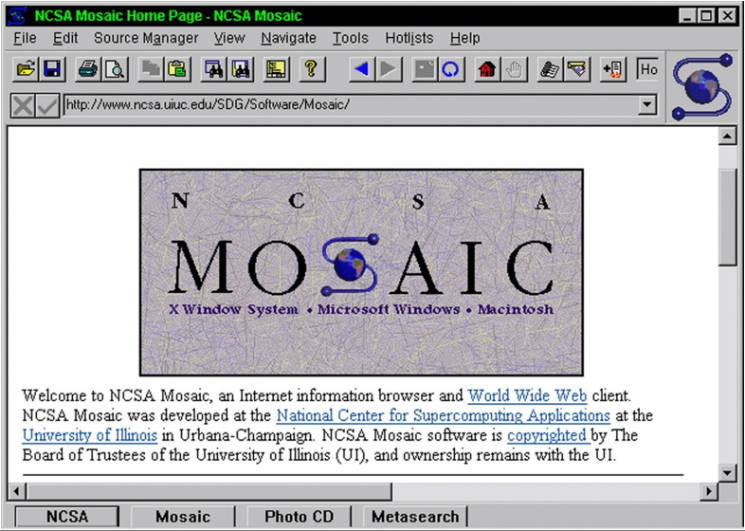 NCSA Mosaic Home Page - NCSA Mosaic
File Edit Source Manager View Navigate Tools Hotlists Help
Ho
http://www.ncsa.uiuc.edu/SDG/Software/Mosaic/
N C S A
MOSAIC
X Window System • Microsoft Windows • Macintosh
Welcome to NCSA Mosaic, an Internet information browser and World Wide Web client.
NCSA Mosaic was developed at the National Center for Supercomputing Applications at the
University of Illinois in Urbana-Champaign. NCSA Mosaic software is copyrighted by The
Board of Trustees of the University of Illinois (UI), and ownership remains with the UI.
NCSA Mosaic Photo CD Metasearch